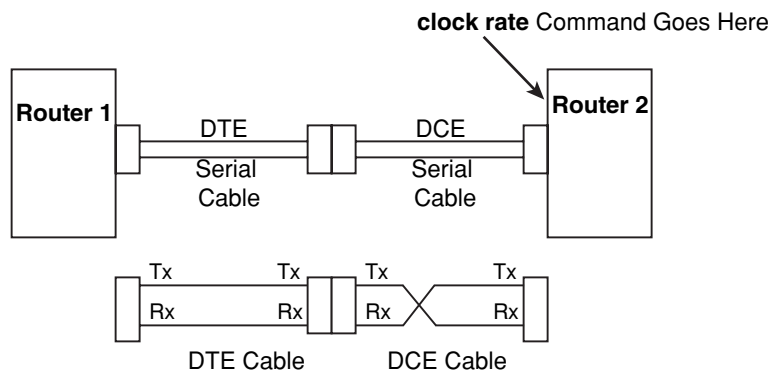 clock rate Command Goes Here
Router 1
Router 2
DTE
DCE
Serial
Cable
Serial
Cable
Tx
Tx
Tx
Tx
Rx
Rx
Rx
Rx
DTE Cable
DCE Cable